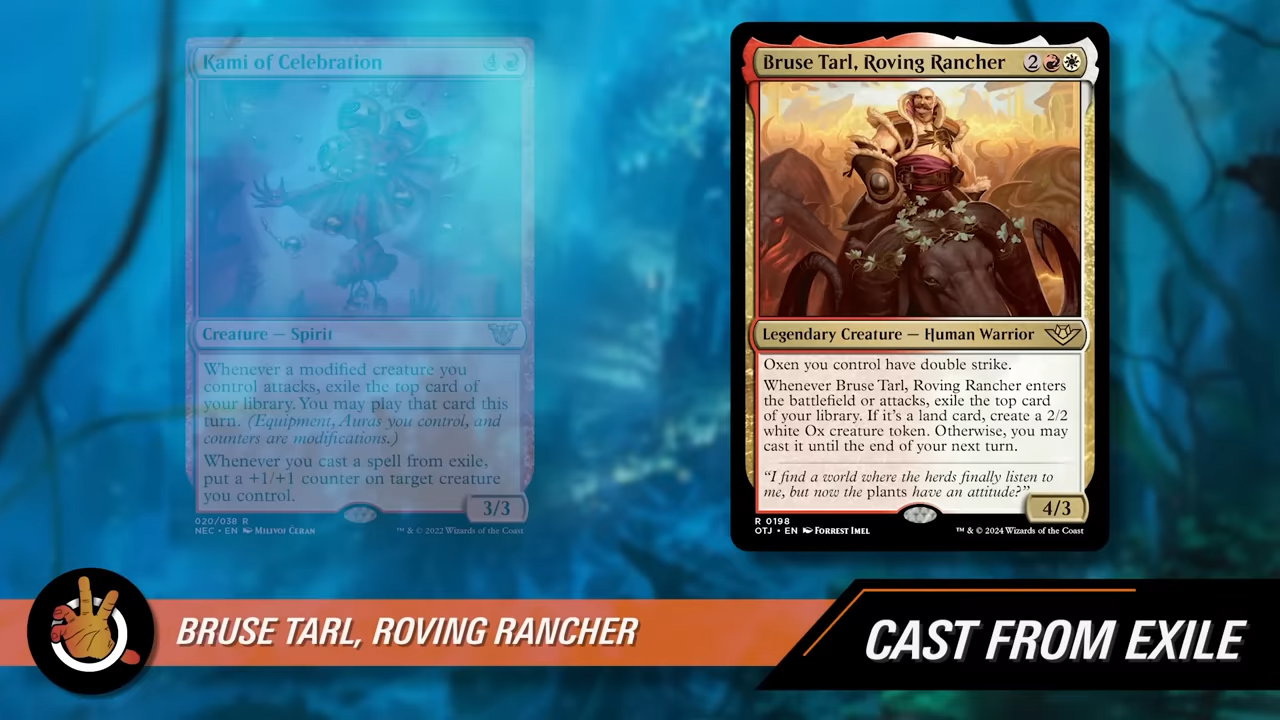 Kami of Celebration
4
Creature — Spirit
Whenever a modified creature you
control attacks, exile the top card of
your library. You may play that card this
turn. (Equipment, Auras you control, and
counters are modifications.)
Whenever you cast a spell from exile,
put a +1/+1 counter on target creature
you control.
3/3
020/038 R
NEC • EN Milivoj Ćeran
™ & © 2022 Wizards of the Coast
Bruse Tarl, Roving Rancher
2
Legendary Creature — Human Warrior
Oxen you control have double strike.
Whenever Bruse Tarl, Roving Rancher enters
the battlefield or attacks, exile the top card
of your library. If it's a land card, create a 2/2
white Ox creature token. Otherwise, you may
cast it until the end of your next turn.
"I find a world where the herds finally listen to
me, but now the plants have an attitude?"
4/3
R 0198
OTJ • EN Forrest Imel
™ & © 2024 Wizards of the Coast
BRUSE TARL, ROVING RANCHER
CAST FROM EXILE